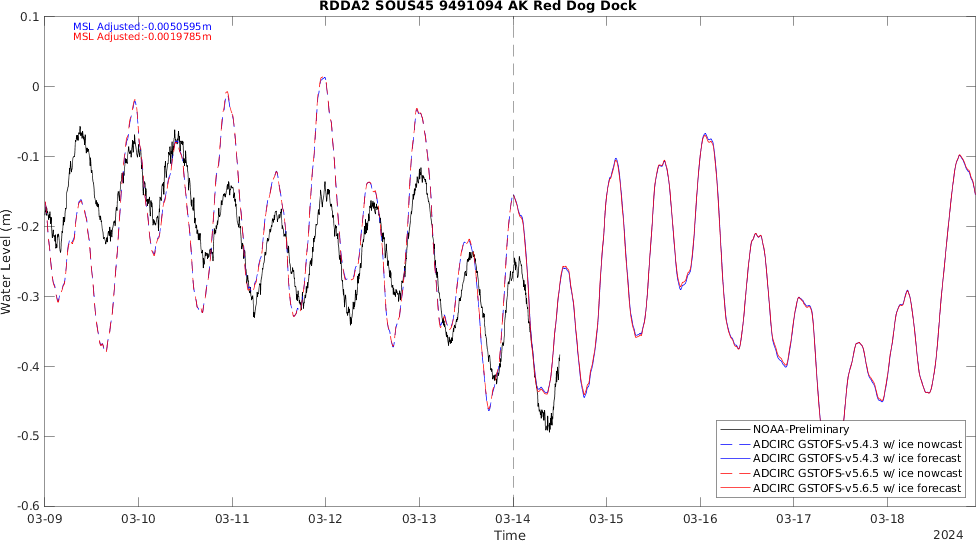 RDDA2 SOUS45 9491094 AK Red Dog Dock
MSL Adjusted:-0.0050595m
MSL Adjusted:-0.0019785m
0.1
0
-0.1
-0.2
-0.3
-0.4
-0.5
-0.6
Water Level (m)
NOAA-Preliminary
ADCIRC GSTOFS-v5.4.3 w/ ice nowcast
ADCIRC GSTOFS-v5.4.3 w/ ice forecast
ADCIRC GSTOFS-v5.6.5 w/ ice nowcast
ADCIRC GSTOFS-v5.6.5 w/ ice forecast
03-09 03-10 03-11 03-12 03-13 03-14 03-15 03-16 03-17 03-18
Time
2024